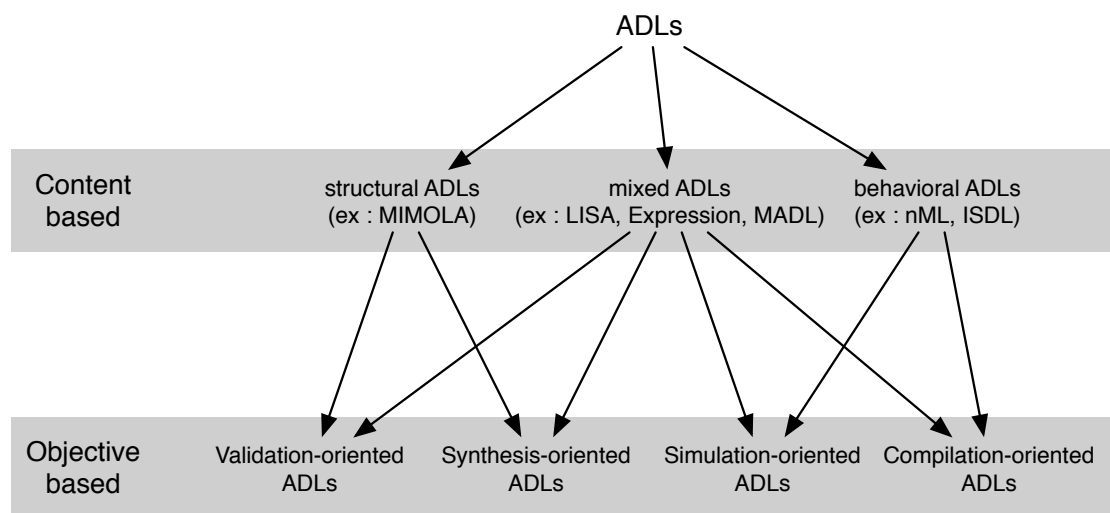 ADLs
Content
based
structural ADLs
(ex : MIMOLA)
mixed ADLs
(ex : LISA, Expression, MADL)
behavioral ADLs
(ex : nML, ISDL)
Objective
based
Validation-oriented
ADLs
Synthesis-oriented
ADLs
Simulation-oriented
ADLs
Compilation-oriented
ADLs